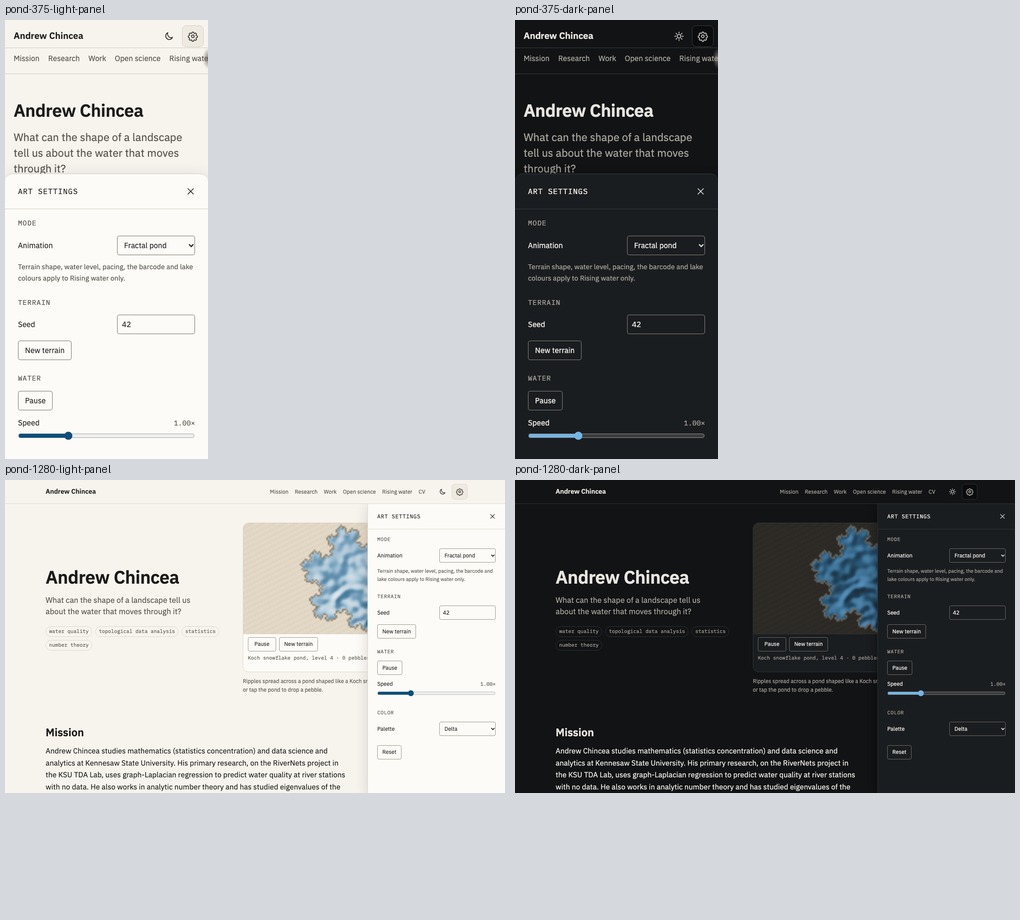 pond-375-light-panel
Andrew Chincea
Mission Research Work Open science Rising wate
Andrew Chincea
What can the shape of a landscape
tell us about the water that moves
through it?
ART SETTINGS
MODE
Animation Fractal pond
Terrain shape, water level, pacing, the barcode and lake
colours apply to Rising water only.
TERRAIN
Seed 42
New terrain
WATER
Pause
Speed 1.00×
pond-375-dark-panel
Andrew Chincea
Mission Research Work Open science Rising wate
Andrew Chincea
What can the shape of a landscape
tell us about the water that moves
through it?
ART SETTINGS
MODE
Animation Fractal pond
Terrain shape, water level, pacing, the barcode and lake
colours apply to Rising water only.
TERRAIN
Seed 42
New terrain
WATER
Pause
Speed 1.00×
pond-1280-light-panel
Andrew Chincea Mission Research Work Open science Rising water CV
Andrew Chincea
What can the shape of a landscape tell us
about the water that moves through it?
water quality topological data analysis statistics
number theory
Pause New terrain
Koch snowflake pond, level 4 · 0 pebble
Ripples spread across a pond shaped like a Koch s
or tap the pond to drop a pebble.
Mission
Andrew Chincea studies mathematics (statistics concentration) and data science and
analytics at Kennesaw State University. His primary research, on the RiverNets project in
the KSU TDA Lab, uses graph-Laplacian regression to predict water quality at river stations
with no data. He also works in analytic number theory and has studied eigenvalues of the
ART SETTINGS
MODE
Animation Fractal pond
Terrain shape, water level, pacing, the barcode and
lake colours apply to Rising water only.
TERRAIN
Seed 42
New terrain
WATER
Pause
Speed 1.00×
COLOR
Palette Delta
Reset
pond-1280-dark-panel
Andrew Chincea Mission Research Work Open science Rising water CV
Andrew Chincea
What can the shape of a landscape tell us
about the water that moves through it?
water quality topological data analysis statistics
number theory
Pause New terrain
Koch snowflake pond, level 4 · 0 pebble
Ripples spread across a pond shaped like a Koch s
or tap the pond to drop a pebble.
Mission
Andrew Chincea studies mathematics (statistics concentration) and data science and
analytics at Kennesaw State University. His primary research, on the RiverNets project in
the KSU TDA Lab, uses graph-Laplacian regression to predict water quality at river stations
with no data. He also works in analytic number theory and has studied eigenvalues of the
ART SETTINGS
MODE
Animation Fractal pond
Terrain shape, water level, pacing, the barcode and
lake colours apply to Rising water only.
TERRAIN
Seed 42
New terrain
WATER
Pause
Speed 1.00×
COLOR
Palette Delta
Reset